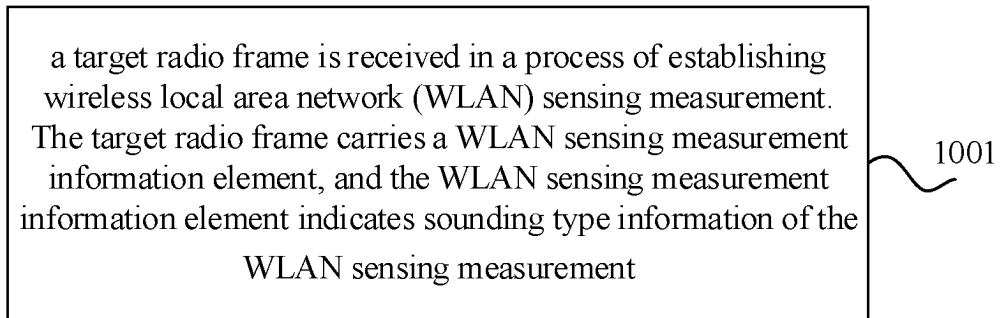 a target radio frame is received in a process of establishing
wireless local area network (WLAN) sensing measurement.
The target radio frame carries a WLAN sensing measurement
information element, and the WLAN sensing measurement
information element indicates sounding type information of the
WLAN sensing measurement
1001